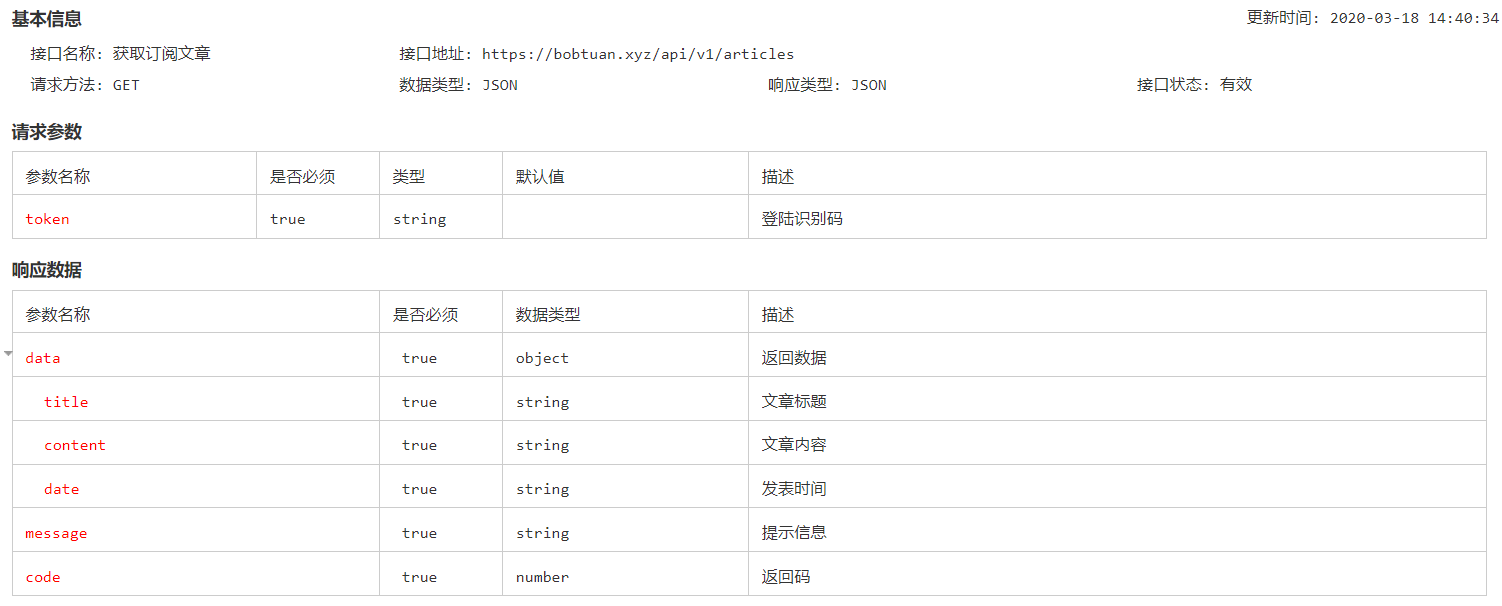 基本信息 更新时间: 2020-03-18 14:40:34
接口名称: 获取订阅文章 接口地址: https://bobtuan.xyz/api/v1/articles
请求方法: GET 数据类型: JSON 响应类型: JSON 接口状态: 有效
请求参数
参数名称 是否必须 类型 默认值 描述
token true string 登陆识别码
响应数据
参数名称 是否必须 数据类型 描述
data true object 返回数据
title true string 文章标题
content true string 文章内容
date true string 发表时间
message true string 提示信息
code true number 返回码